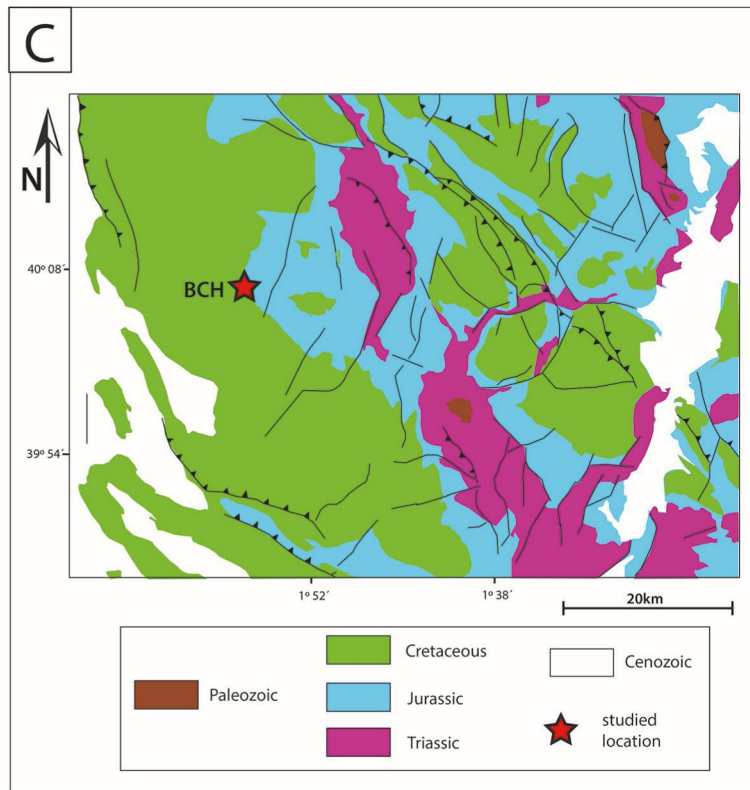 C
N
40º 08´
BCH
39º 54´
1º 52´
1º 38´
20km
Cretaceous
Cenozoic
Paleozoic
Jurassic
studied
location
Triassic